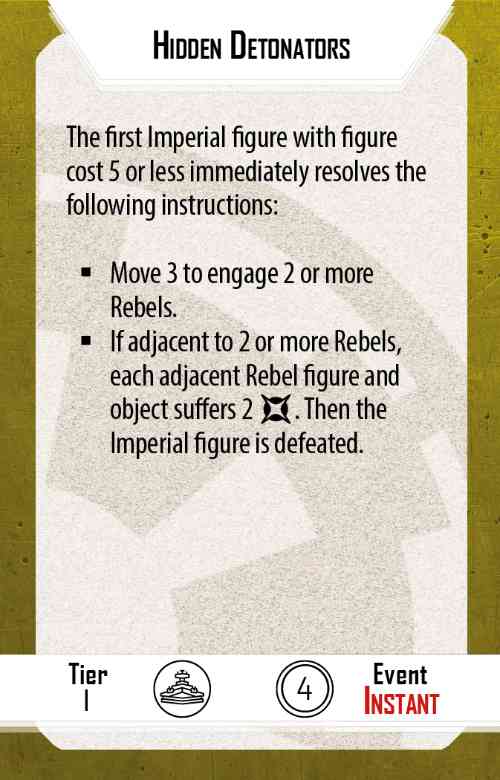 Hidden Detonators
The first Imperial figure with figure
cost 5 or less immediately resolves the
following instructions:
▪ Move 3 to engage 2 or more
Rebels.
▪ If adjacent to 2 or more Rebels,
each adjacent Rebel figure and
object suffers 2 . Then the
Imperial figure is defeated.
Tier
I
4
Event
Instant